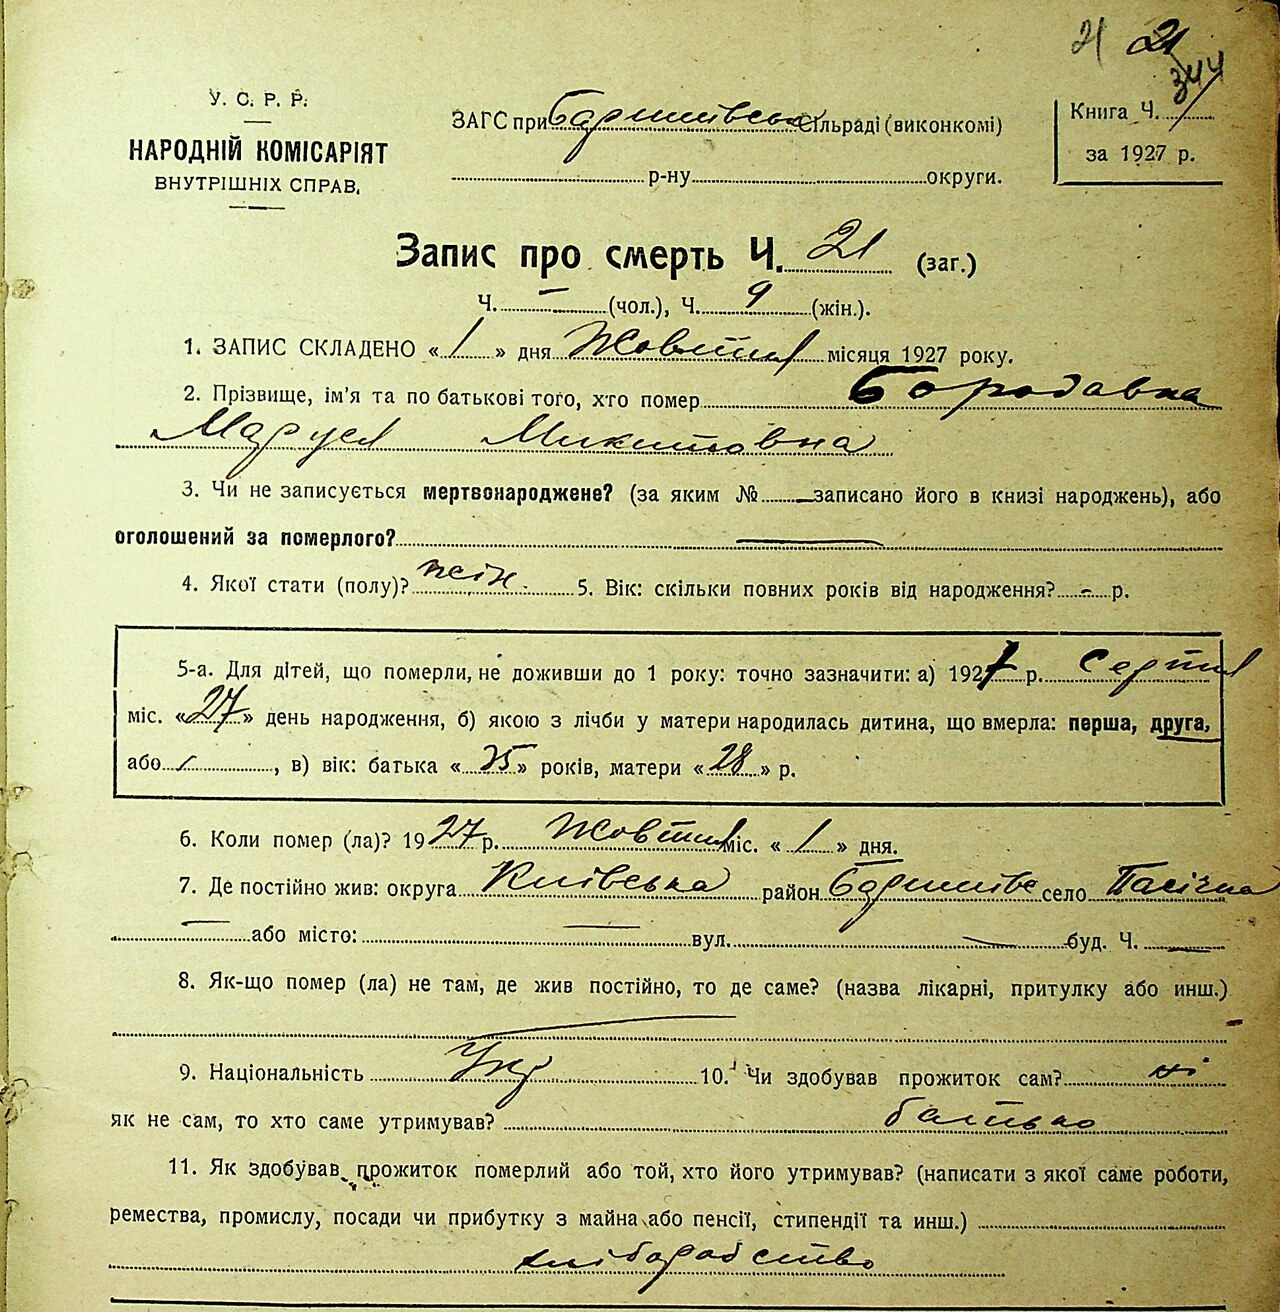 21 21
344
У. С. Р. Р.
НАРОДНІЙ КОМІСАРІЯТ
ВНУТРІШНІХ СПРАВ.
ЗАГС при Баришівській сільраді (виконкомі)
р-ну округи.
Книга Ч.
за 1927 р.
Запис про смерть Ч. 21 (заг.)
Ч. – (чол.), Ч. 9 (жін.).
1. ЗАПИС СКЛАДЕНО « 1 » дня Жовтня місяця 1927 року.
2. Прізвище, ім'я та по батькові того, хто помер Бородавка
Маруся Микитовна
3. Чи не записується мертвонароджене? (за яким № — записано його в книзі народжень), або
оголошений за померлого? —
4. Якої стати (полу)? жін. 5. Вік: скільки повних років від народження? - р.
5-а. Для дітей, що померли, не доживши до 1 року: точно зазначити: а) 1927 р. Серпня
міс. «27» день народження, б) якою з лічби у матери народилась дитина, що вмерла: перша, друга,
або , в) вік: батька « 25 » років, матери « 28 » р.
6. Коли помер (ла)? 1927 р. Жовтня міс. « 1 » дня.
7. Де постійно жив: округа Київська район Баришівс село Пасічна
— або місто: — вул. — буд. Ч. —
8. Як-що помер (ла) не там, де жив постійно, то де саме? (назва лікарні, притулку або инш.)
—
9. Національність Укр 10. Чи здобував прожиток сам? ні
як не сам, то хто саме утримував? батько
11. Як здобував прожиток померлий або той, хто його утримував? (написати з якої саме роботи,
ремества, промислу, посади чи прибутку з майна або пенсії, стипендії та инш.)
хліборобство